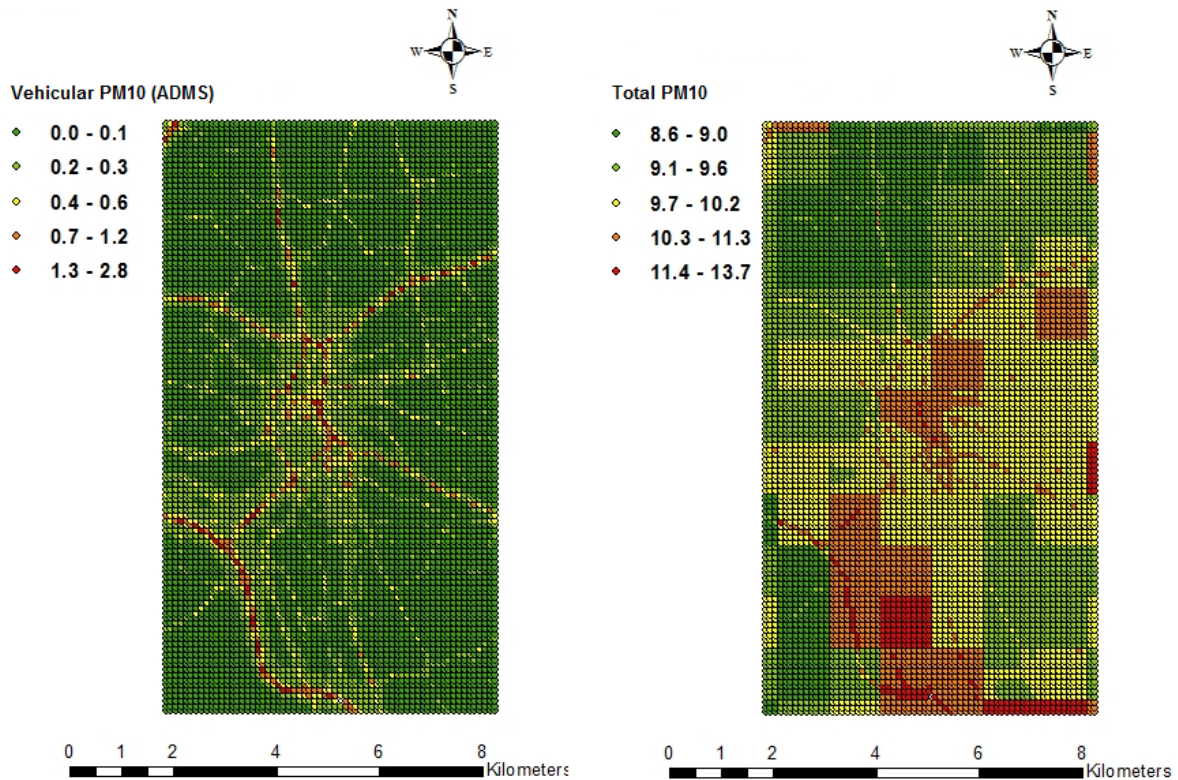 N
W E
S
Vehicular PM10 (ADMS)
0.0 - 0.1
0.2 - 0.3
0.4 - 0.6
0.7 - 1.2
1.3 - 2.8
0 1 2 4 6 8
Kilometers
N
W E
S
Total PM10
8.6 - 9.0
9.1 - 9.6
9.7 - 10.2
10.3 - 11.3
11.4 - 13.7
0 1 2 4 6 8
Kilometers